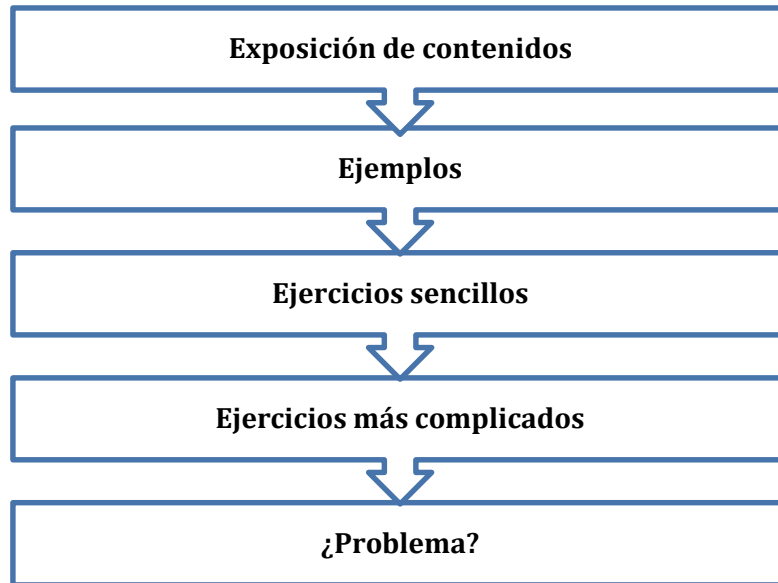 Exposición de contenidos
Ejemplos
Ejercicios sencillos
Ejercicios más complicados
¿Problema?